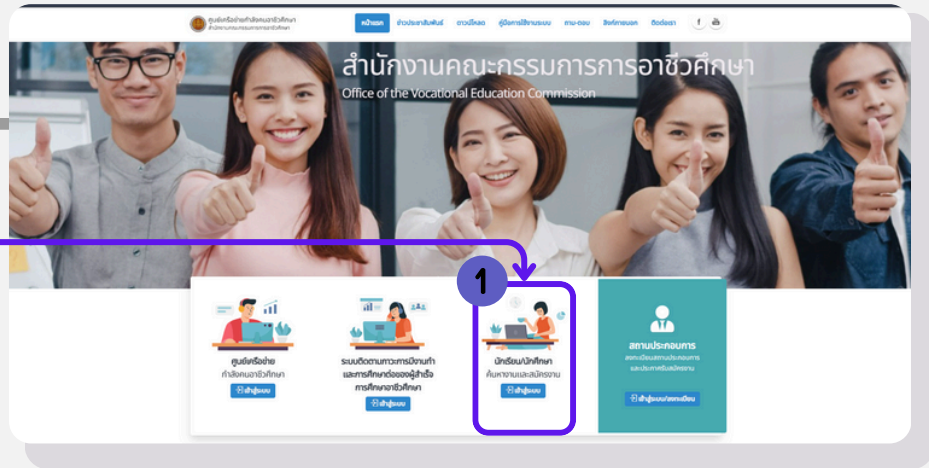 ศูนย์เครือข่ายกำลังคนอาชีวศึกษา
สำนักงานคณะกรรมการการอาชีวศึกษา
หน้าแรก ข่าวประชาสัมพันธ์ ดาวน์โหลด คู่มือการใช้งานระบบ ถาม-ตอบ ลิงก์ภายนอก ติดต่อเรา f
สำนักงานคณะกรรมการการอาชีวศึกษา
Office of the Vocational Education Commission
1
ศูนย์เครือข่าย
กำลังคนอาชีวศึกษา
เข้าสู่ระบบ
ระบบติดตามภาวะการมีงานทำ
และการศึกษาต่อของผู้สำเร็จ
การศึกษาอาชีวศึกษา
เข้าสู่ระบบ
นักเรียน/นักศึกษา
ค้นหางานและสมัครงาน
เข้าสู่ระบบ
สถานประกอบการ
ลงทะเบียนสถานประกอบการ
และประกาศรับสมัครงาน
เข้าสู่ระบบ/ลงทะเบียน